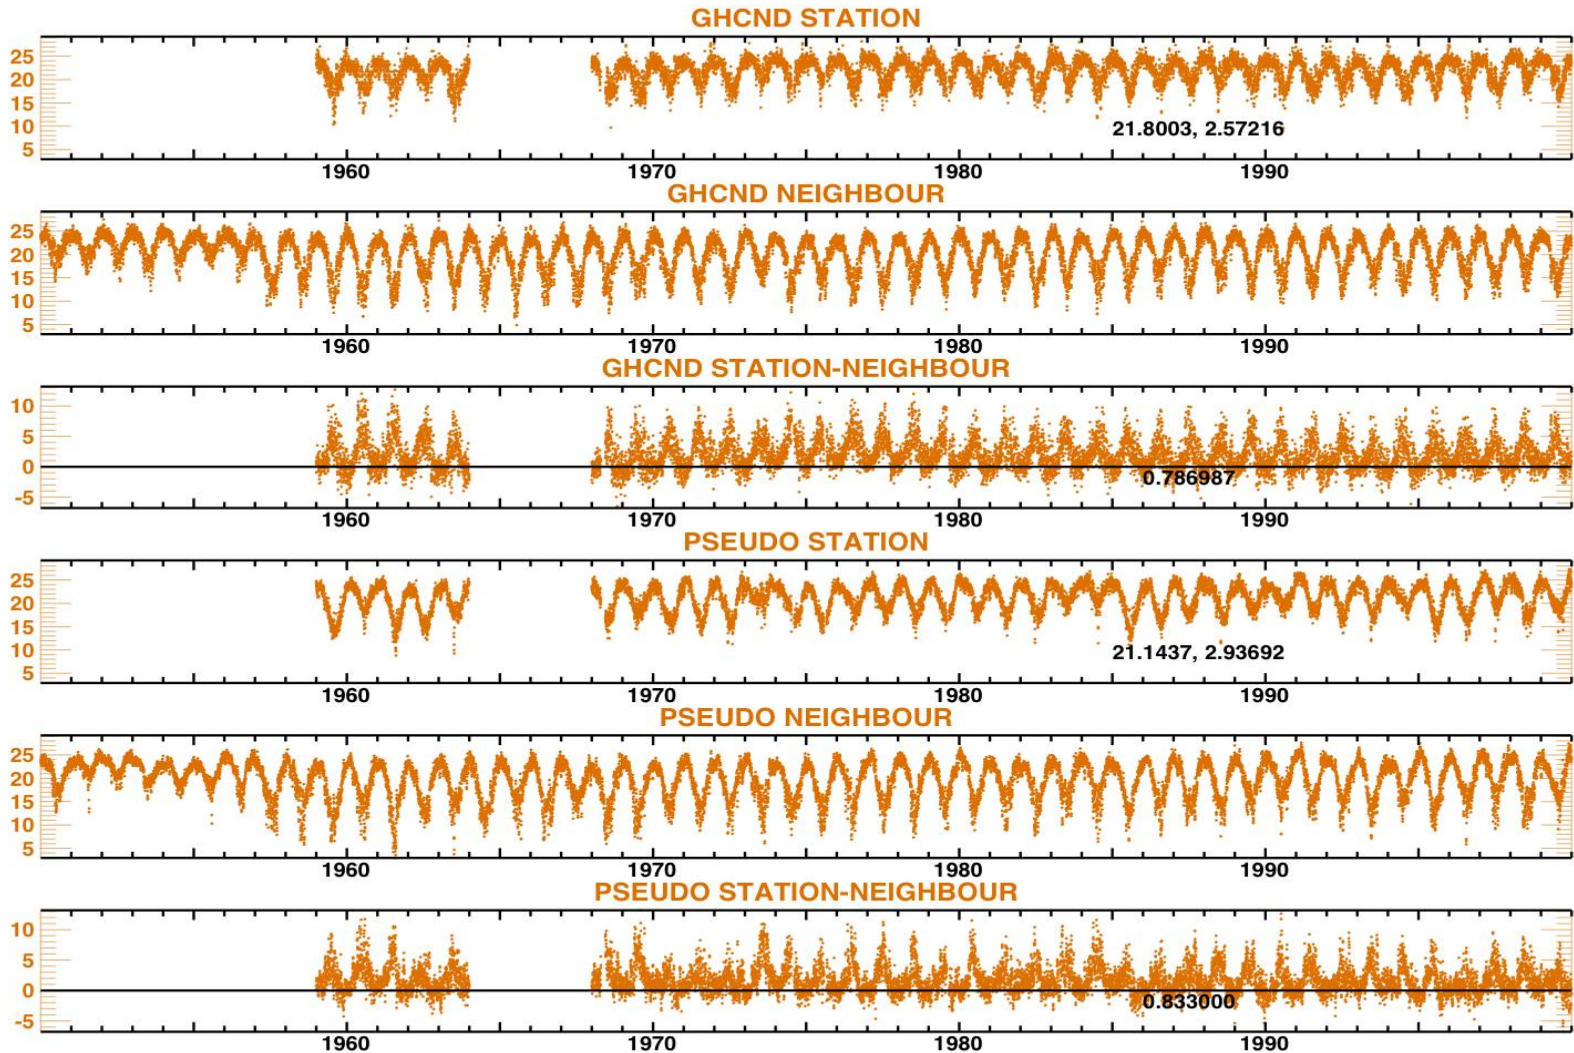 GHCND STATION
25
20
15
10
5
21.8003, 2.57216
1960 1970 1980 1990
GHCND NEIGHBOUR
25
20
15
10
5
1960 1970 1980 1990
GHCND STATION-NEIGHBOUR
10
5
0
-5
0.786987
1960 1970 1980 1990
PSEUDO STATION
25
20
15
10
5
21.1437, 2.93692
1960 1970 1980 1990
PSEUDO NEIGHBOUR
25
20
15
10
5
1960 1970 1980 1990
PSEUDO STATION-NEIGHBOUR
10
5
0
-5
0.833000
1960 1970 1980 1990